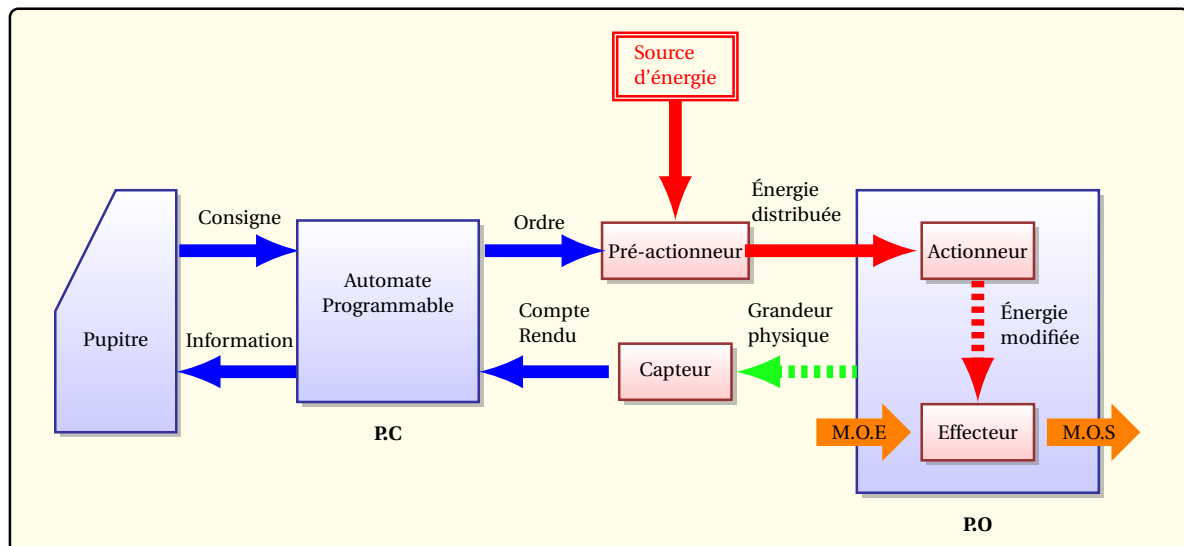 Source
d'énergie
Consigne
Ordre
Énergie
distribuée
Pré-actionneur
Actionneur
Automate
Programmable
Pupitre
Information
Compte
Rendu
Grandeur
physique
Énergie
modifiée
Capteur
P.C
M.O.E
Effecteur
M.O.S
P.O